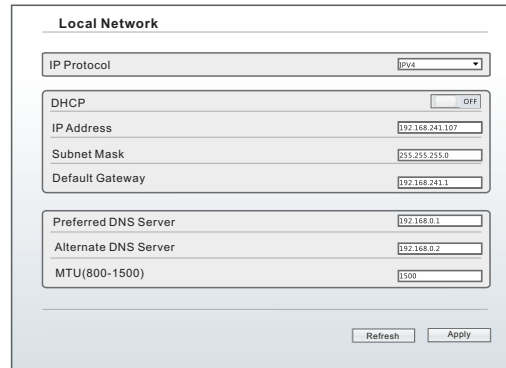 Local Network
IP Protocol IPV4
DHCP OFF
IP Address 192.168.241.107
Subnet Mask 255.255.255.0
Default Gateway 192.168.241.1
Preferred DNS Server 192.168.0.1
Alternate DNS Server 192.168.0.2
MTU(800-1500) 1500
Refresh Apply